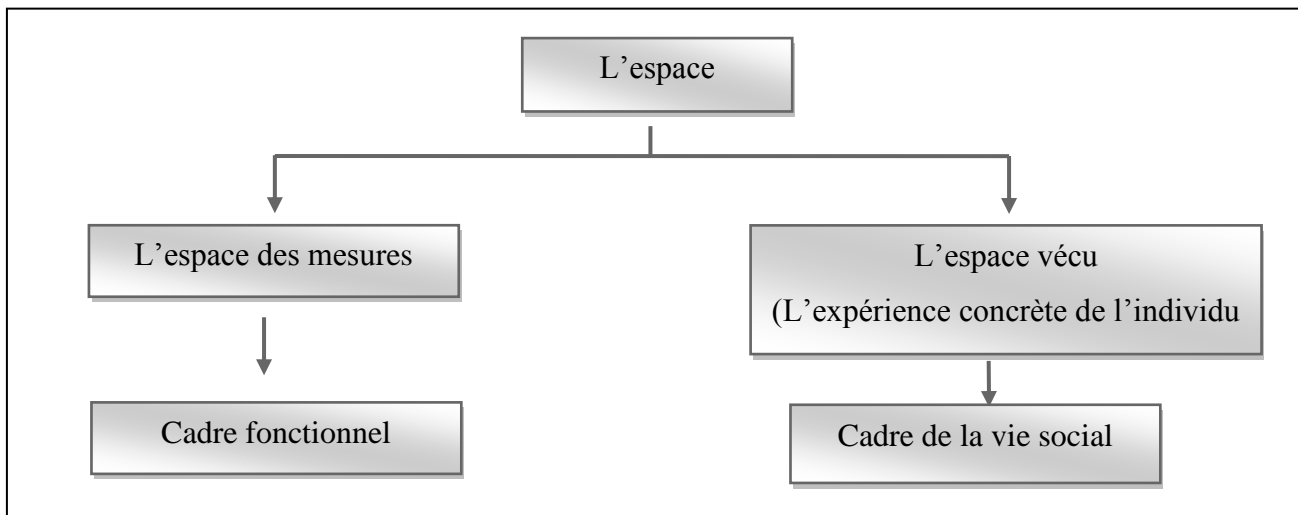 L’espace
L’espace des mesures
L’espace vécu
(L’expérience concrète de l’individu
Cadre fonctionnel
Cadre de la vie social